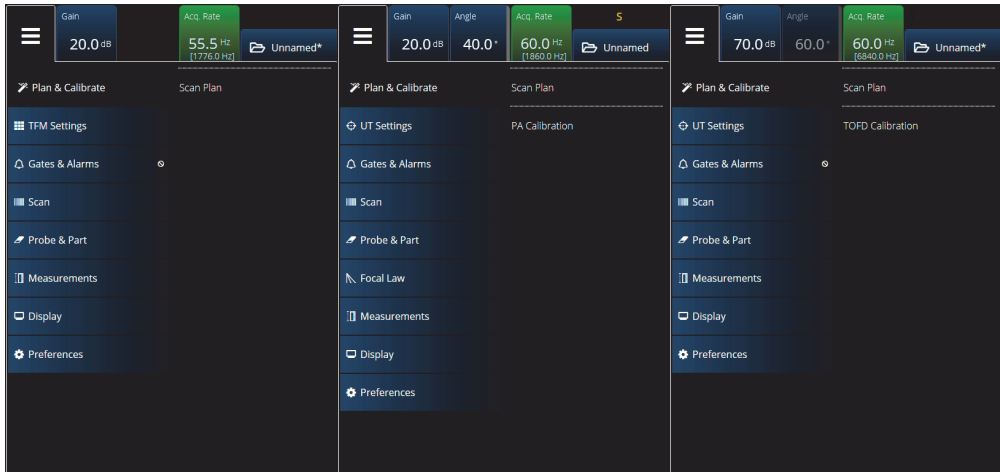 Gain
20.0 dB
Acq. Rate
55.5 Hz
[1776.0 Hz]
Unnamed*
Plan & Calibrate
Scan Plan
TFM Settings
Gates & Alarms
Scan
Probe & Part
Measurements
Display
Preferences
Gain
20.0 dB
Angle
40.0 °
Acq. Rate
60.0 Hz
[1860.0 Hz]
S
Unnamed
Plan & Calibrate
Scan Plan
UT Settings
PA Calibration
Gates & Alarms
Scan
Probe & Part
Focal Law
Measurements
Display
Preferences
Gain
70.0 dB
Angle
60.0 °
Acq. Rate
60.0 Hz
[6840.0 Hz]
Unnamed*
Plan & Calibrate
Scan Plan
UT Settings
TOFD Calibration
Gates & Alarms
Scan
Probe & Part
Measurements
Display
Preferences